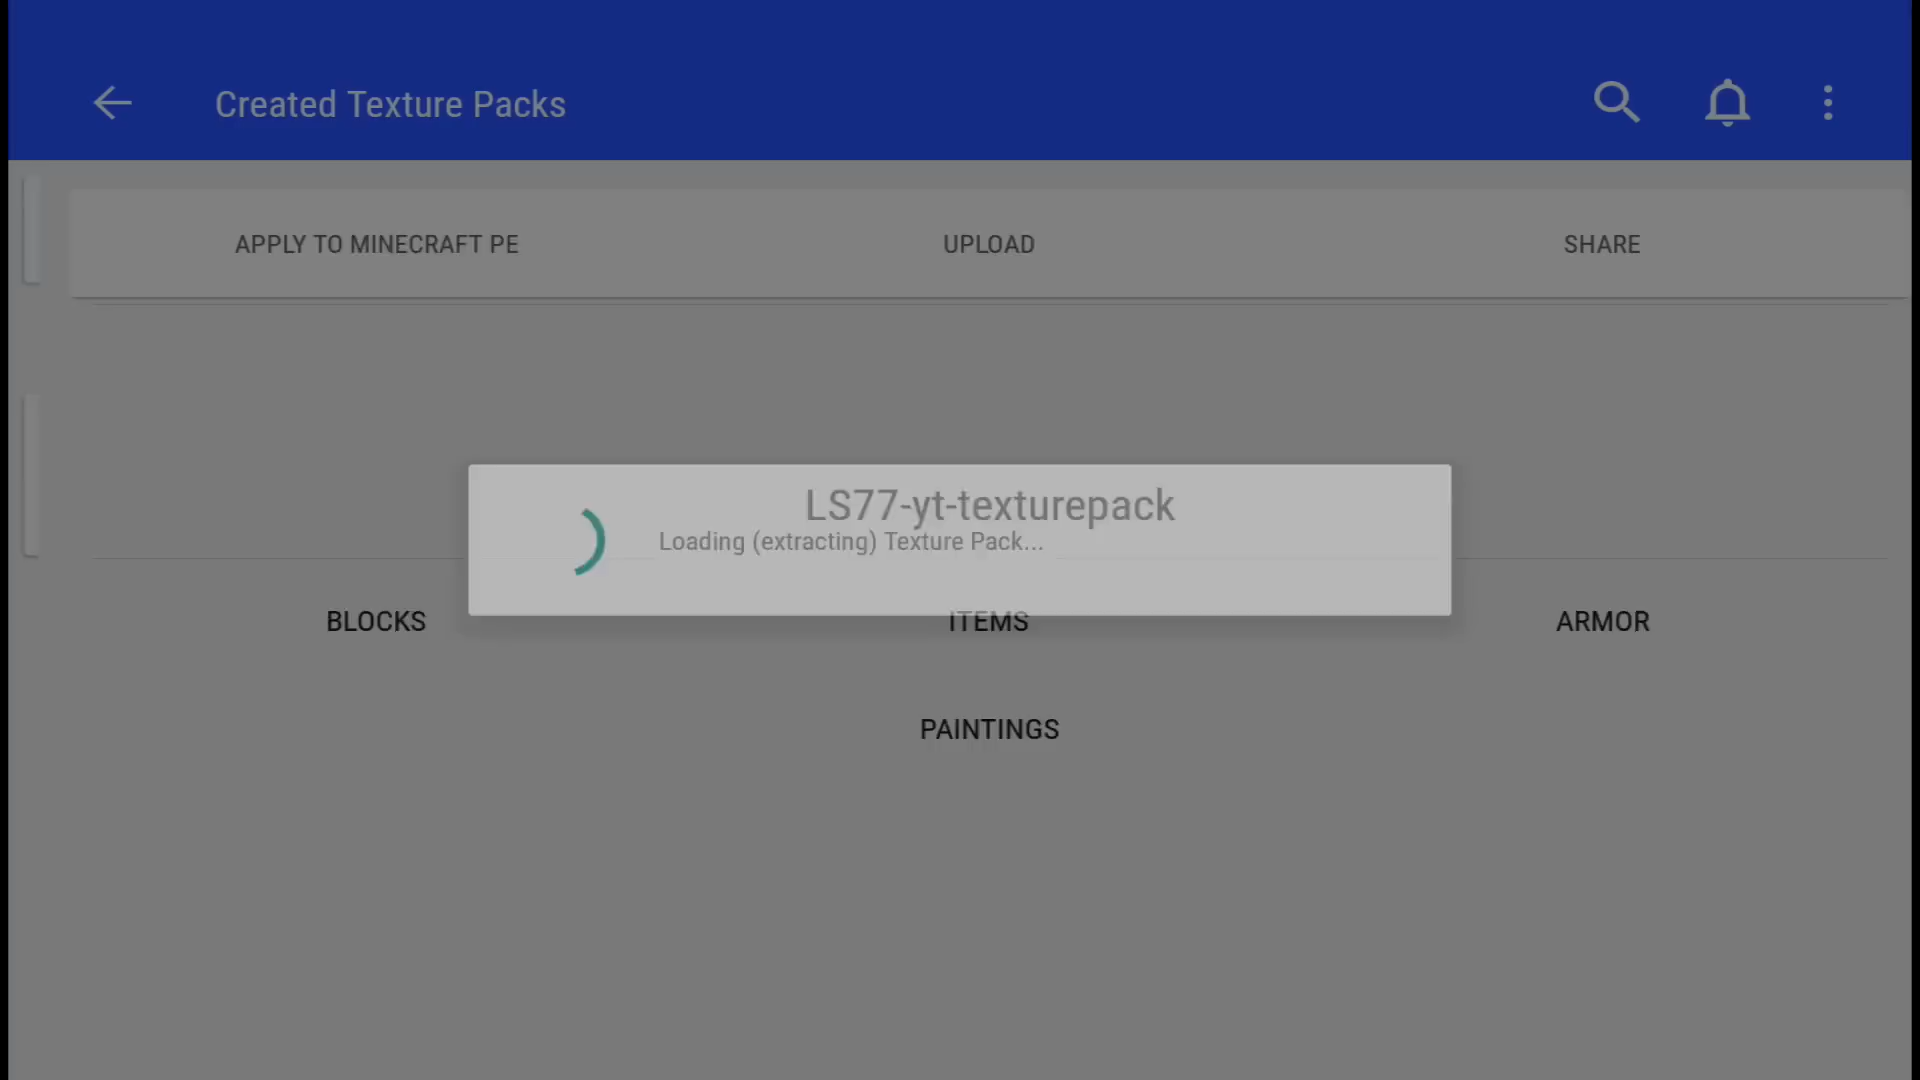 Created Texture Packs
APPLY TO MINECRAFT PE
UPLOAD
SHARE
LS77-yt-texturepack
Loading (extracting) Texture Pack...
BLOCKS
ITEMS
ARMOR
PAINTINGS